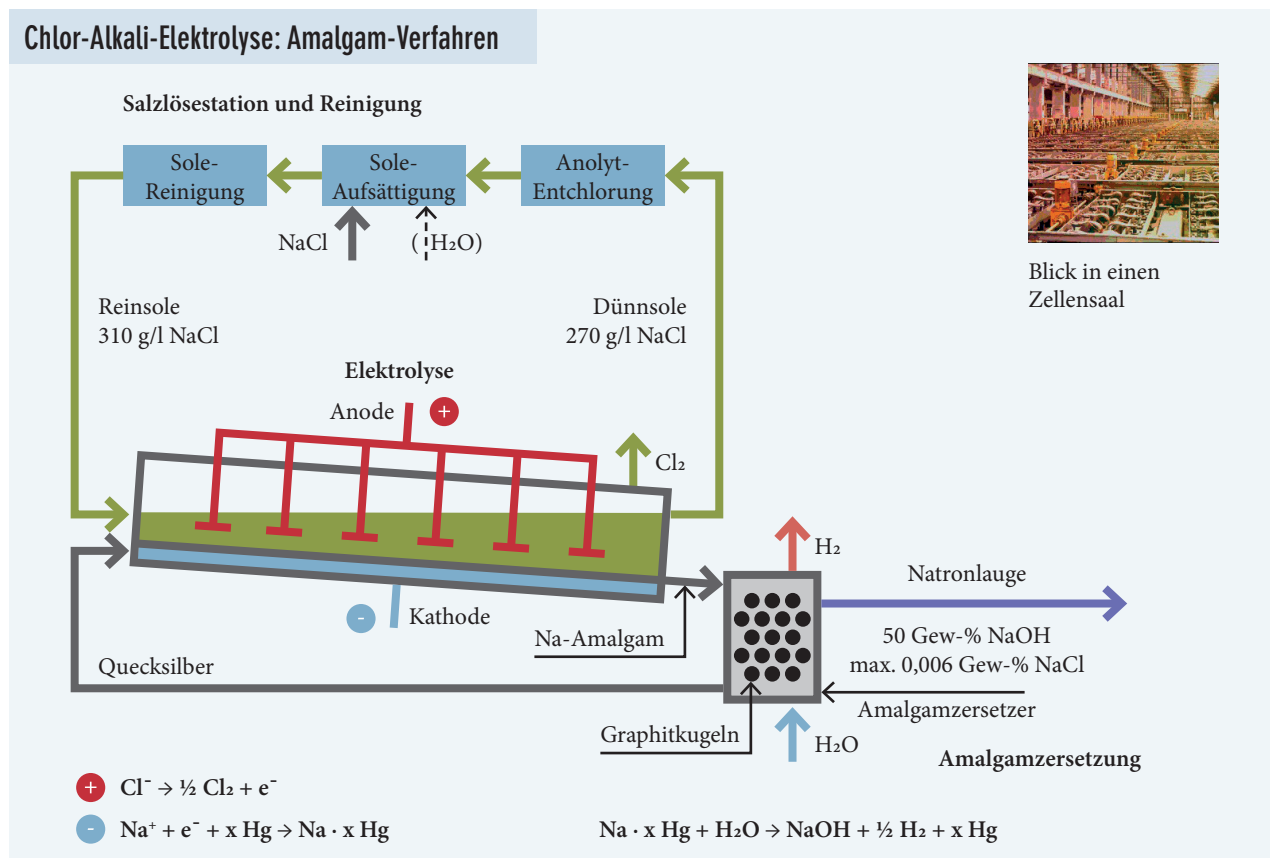 Chlor-Alkali-Elektrolyse: Amalgam-Verfahren
Salzlösestation und Reinigung
Sole-
Reinigung
Sole-
Aufsättigung
Anolyt-
Entchlorung
NaCl
( H₂O)
Blick in einen
Zellensaal
Reinsole
310 g/l NaCl
Dünnsole
270 g/l NaCl
Elektrolyse
Anode
+
Cl₂
H₂
Natronlauge
-
Kathode
Na-Amalgam
50 Gew-% NaOH
max. 0,006 Gew-% NaCl
Quecksilber
Amalgamzersetzer
Graphitkugeln
H₂O
Amalgamzersetzung
+ Cl⁻ → ½ Cl₂ + e⁻
- Na⁺ + e⁻ + x Hg → Na · x Hg
Na · x Hg + H₂O → NaOH + ½ H₂ + x Hg